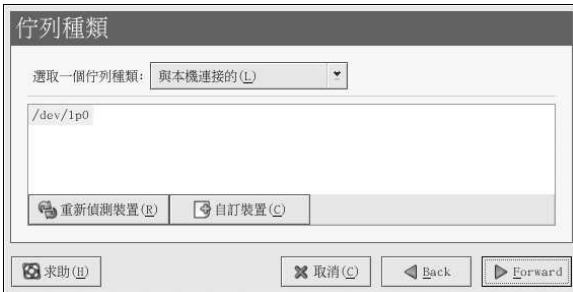 佇列種類
選取一個佇列種類: 與本機連接的(L)
/dev/lp0
重新偵測裝置(R) 自訂裝置(C)
求助(H) 取消(C) Back Forward